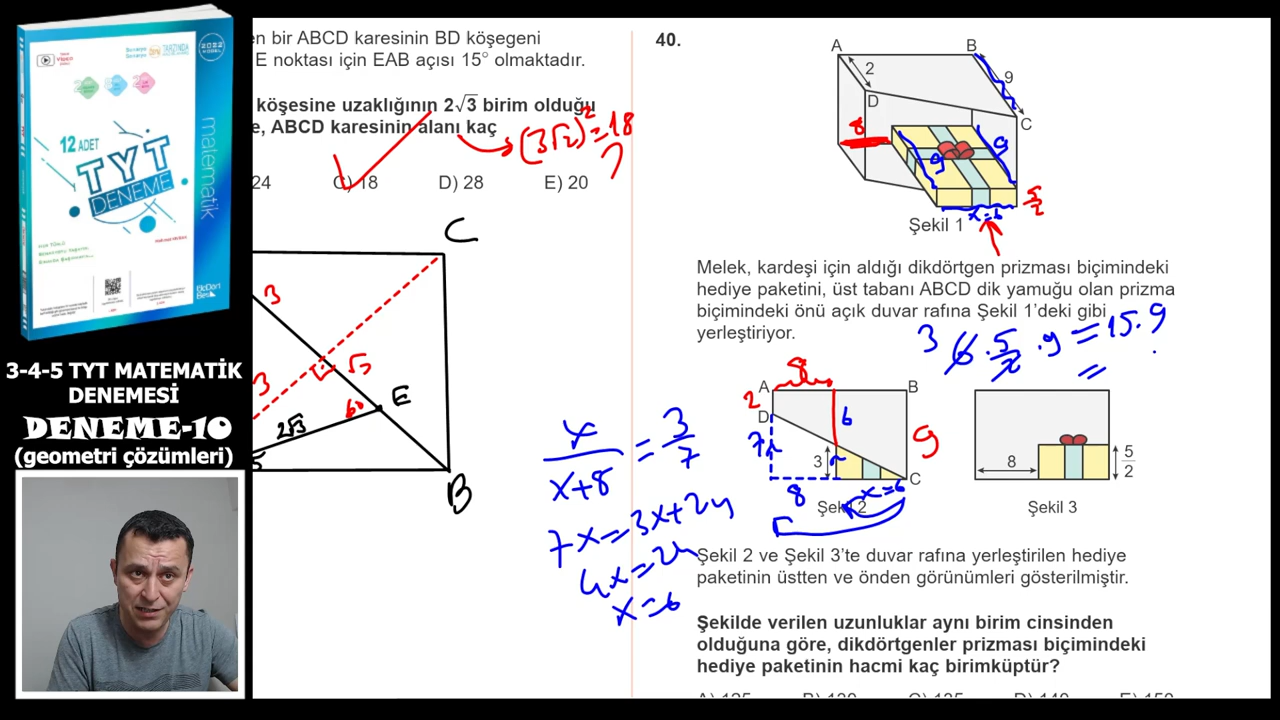 2022
MODEL
TARZINDA
12 ADET
TYT
DENEME
matematik
3-4-5 TYT MATEMATİK
DENEMESİ
DENEME-10
(geometri çözümleri)
en bir ABCD karesinin BD köşegeni
E noktası için EAB açısı 15° olmaktadır.
köşesine uzaklığının 2√3 birim olduğu
e, ABCD karesinin alanı kaç
(3√2)² = 18
24 C) 18 D) 28 E) 20
C
3
3
√3
60
E
2√3
B
40.
A B
2 9
D C
8
9 9
x=6
5/2
Şekil 1
Melek, kardeşi için aldığı dikdörtgen prizması biçimindeki
hediye paketini, üst tabanı ABCD dik yamuğu olan prizma
biçimindeki önü açık duvar rafına Şekil 1'deki gibi
yerleştiriyor.
3 6 . 5/2 . 9 = 15.9
=
8
A B
2
D 6 9
7
3
C
8 x=6
Şekil 2
8 5/2
Şekil 3
x/(x+8) = 3/7
7x=3x+24
4x=24
x=6
Şekil 2 ve Şekil 3'te duvar rafına yerleştirilen hediye
paketinin üstten ve önden görünümleri gösterilmiştir.
Şekilde verilen uzunluklar aynı birim cinsinden
olduğuna göre, dikdörtgenler prizması biçimindeki
hediye paketinin hacmi kaç birimküptür?